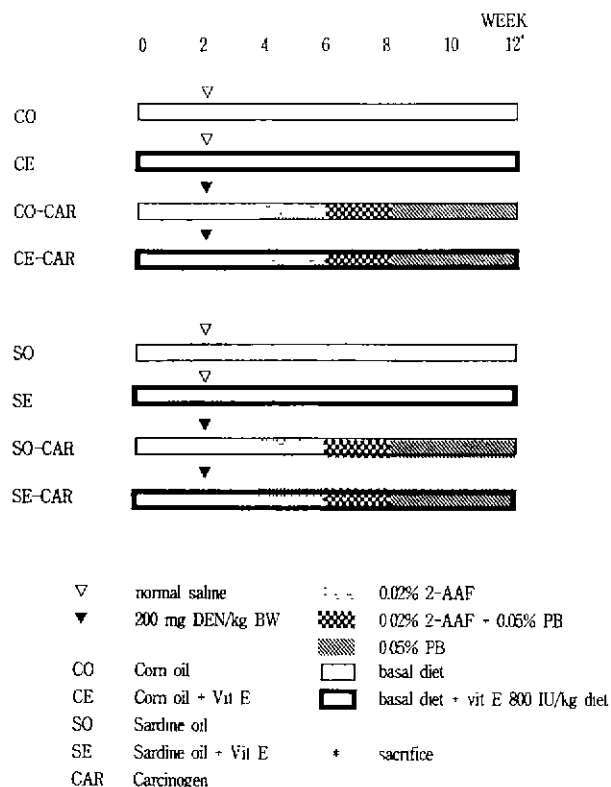 WEEK
0 2 4 6 8 10 12*
CO
CE
CO-CAR
CE-CAR
SO
SE
SO-CAR
SE-CAR
▽ normal saline 0.02% 2-AAF
▼ 200 mg DEN/kg BW 0.02% 2-AAF + 0.05% PB
0.05% PB
CO Corn oil basal diet
CE Corn oil + Vit E basal diet + vit E 800 IU/kg diet
SO Sardine oil
SE Sardine oil + Vit E * sacrifice
CAR Carcinogen